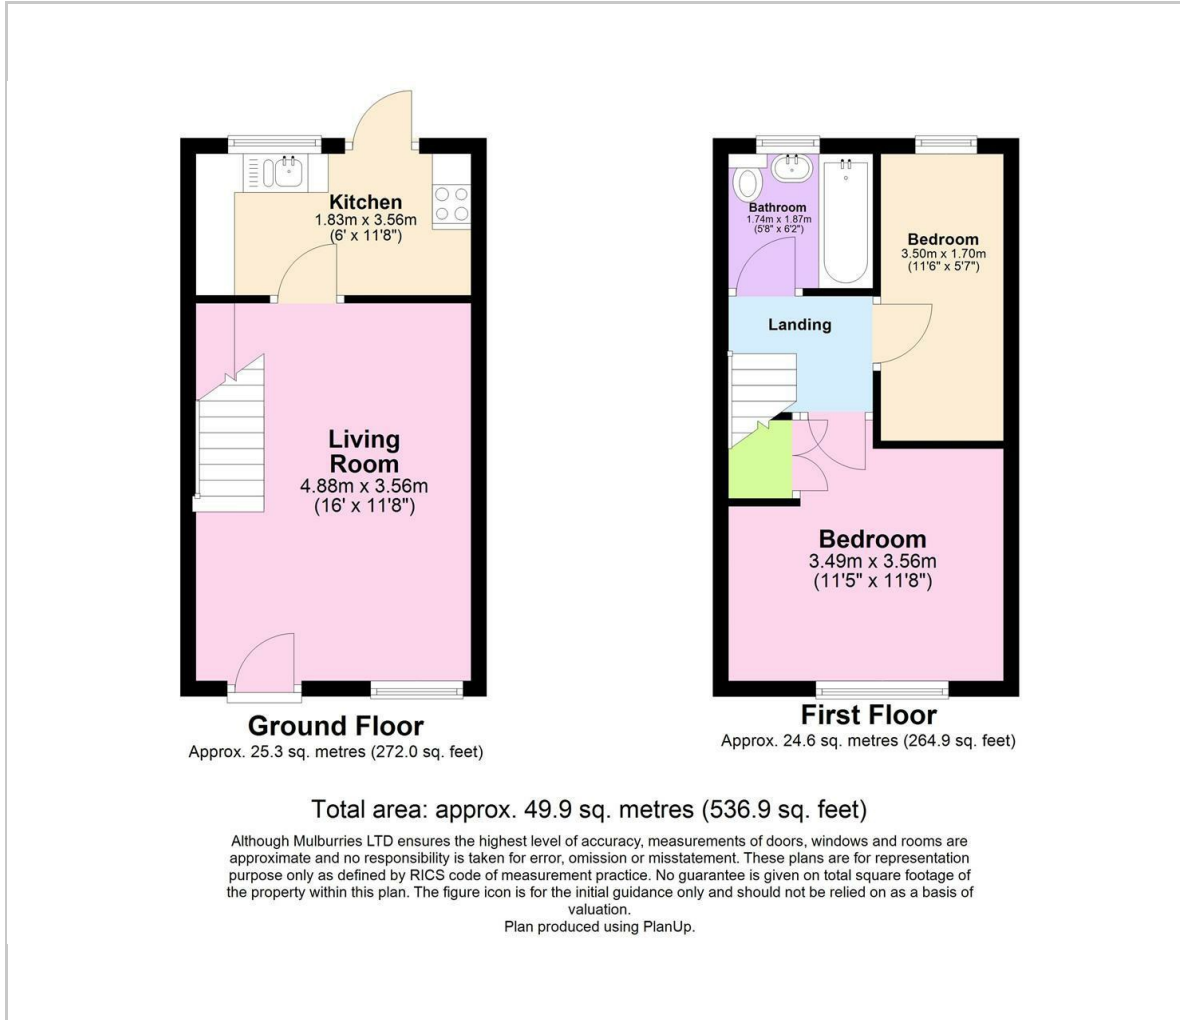 Kitchen
1.83m x 3.56m
(6' x 11'8")
Living
Room
4.88m x 3.56m
(16' x 11'8")
Ground Floor
Approx. 25.3 sq. metres (272.0 sq. feet)
Bathroom
1.74m x 1.87m
(5'8" x 6'2")
Bedroom
3.50m x 1.70m
(11'6" x 5'7")
Landing
Bedroom
3.49m x 3.56m
(11'5" x 11'8")
First Floor
Approx. 24.6 sq. metres (264.9 sq. feet)
Total area: approx. 49.9 sq. metres (536.9 sq. feet)
Although Mulburries LTD ensures the highest level of accuracy, measurements of doors, windows and rooms are
approximate and no responsibility is taken for error, omission or misstatement. These plans are for representation
purpose only as defined by RICS code of measurement practice. No guarantee is given on total square footage of
the property within this plan. The figure icon is for the initial guidance only and should not be relied on as a basis of
valuation.
Plan produced using PlanUp.